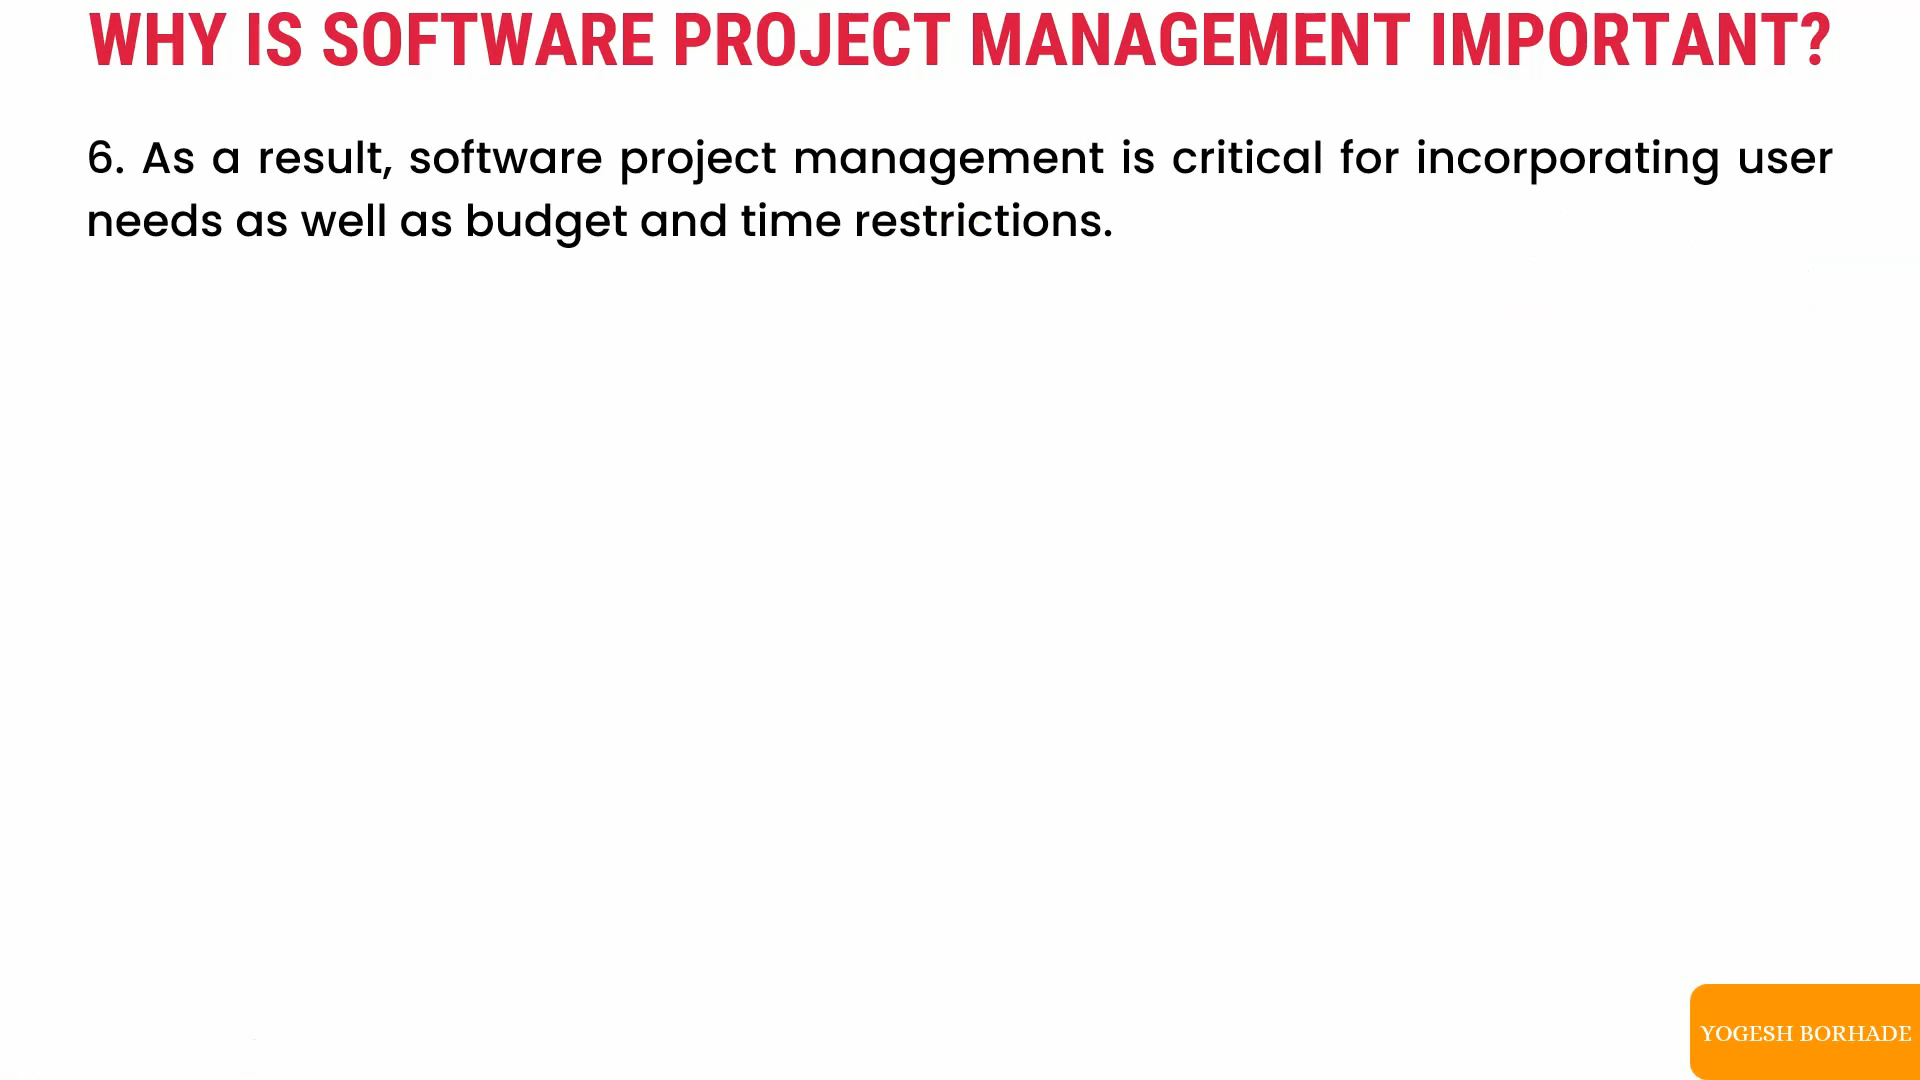 WHY IS SOFTWARE PROJECT MANAGEMENT IMPORTANT?
6. As a result, software project management is critical for incorporating user
needs as well as budget and time restrictions.
YOGESH BORHADE